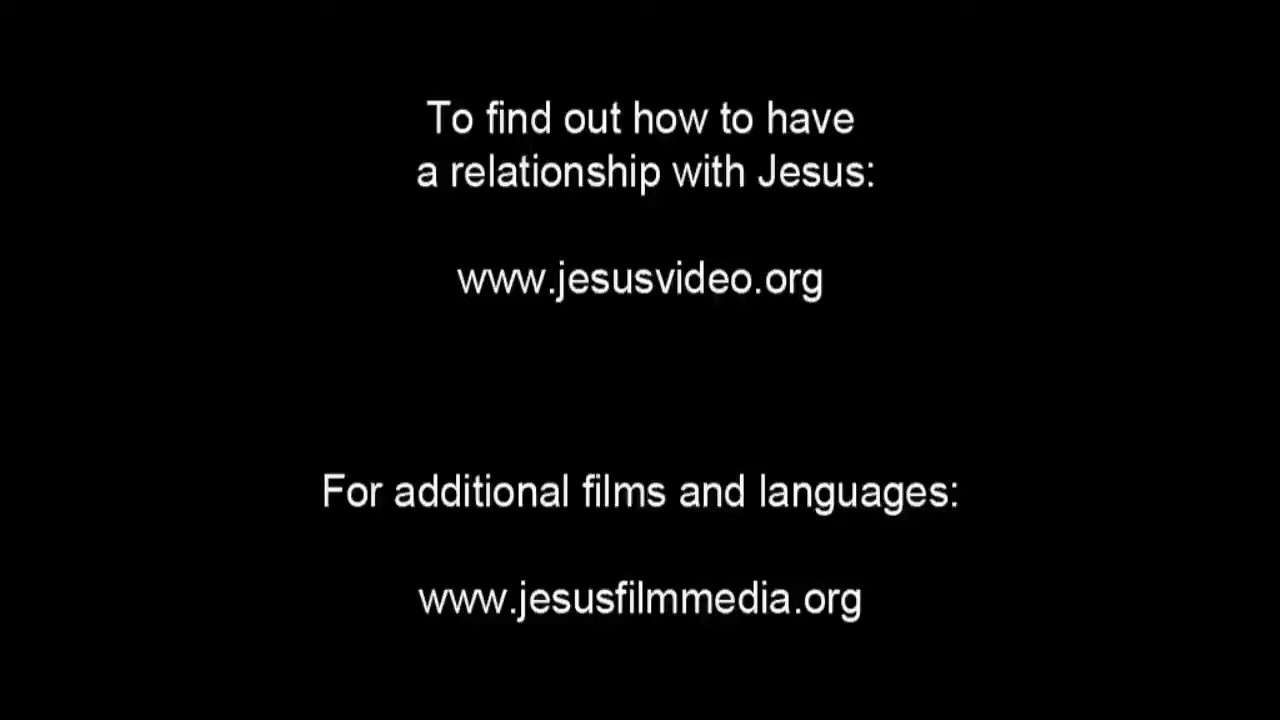 To find out how to have
a relationship with Jesus:
www.jesusvideo.org
For additional films and languages:
www.jesusfilmmedia.org